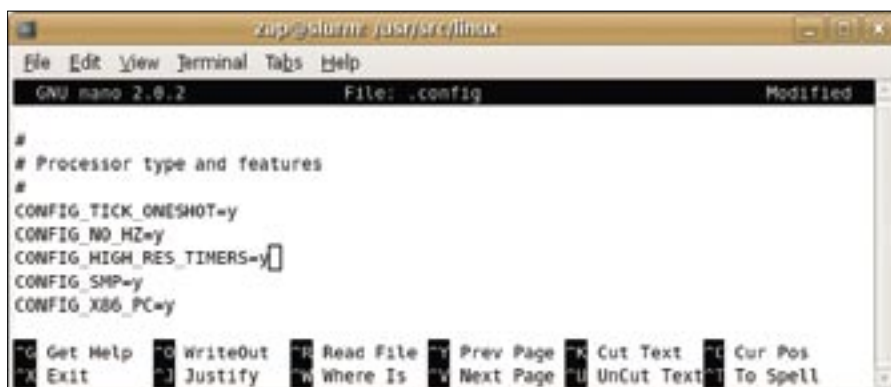 /usr/src/linux
File Edit View Terminal Tabs Help
GNU nano 2.0.2 File: .config Modified
#
# Processor type and features
#
CONFIG_TICK_ONESHOT=y
CONFIG_NO_HZ=y
CONFIG_HIGH_RES_TIMERS=y
CONFIG_SMP=y
CONFIG_X86_PC=y
^G Get Help ^O WriteOut ^R Read File ^Y Prev Page ^K Cut Text ^C Cur Pos
^X Exit ^J Justify ^W Where Is ^V Next Page ^U UnCut Text ^T To Spell